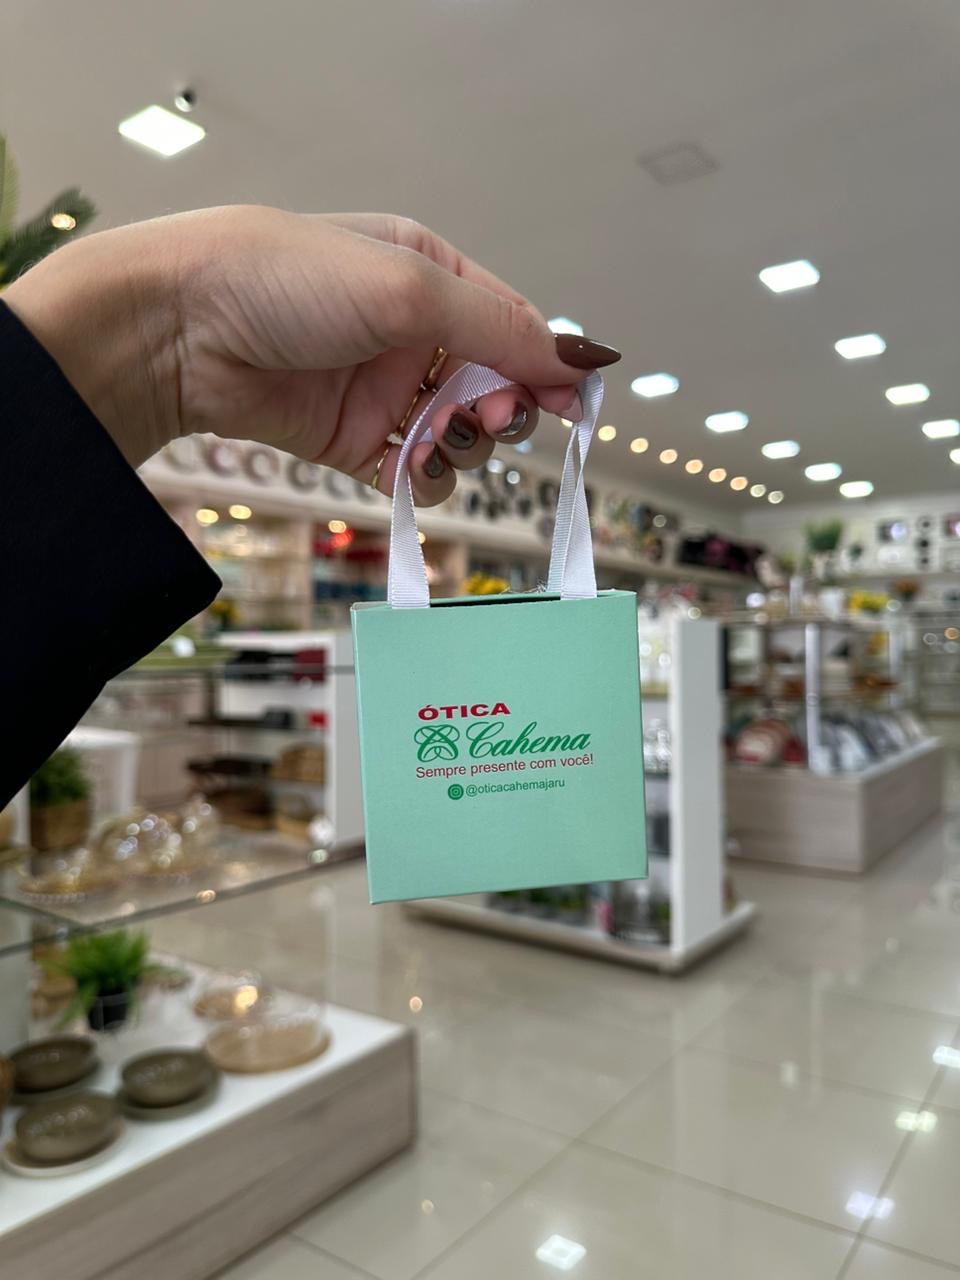 ÓTICA
Cahema
Sempre presente com você!
@oticacahemajaru